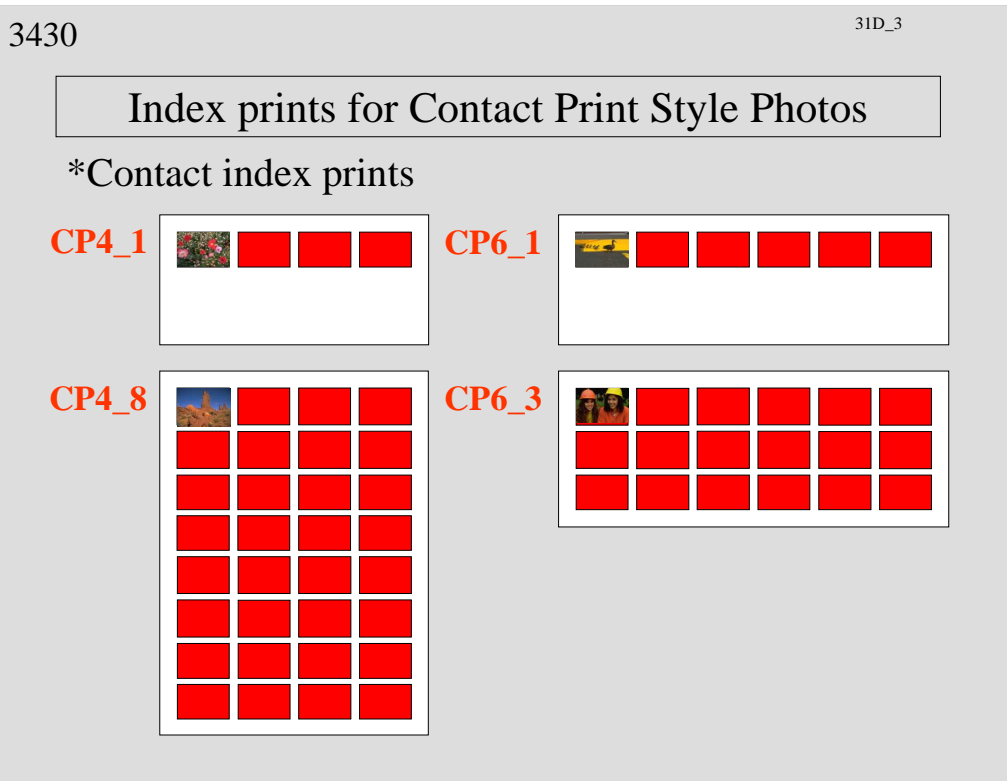 3430
31D_3
Index prints for Contact Print Style Photos
*Contact index prints
CP4_1
CP6_1
CP4_8
CP6_3